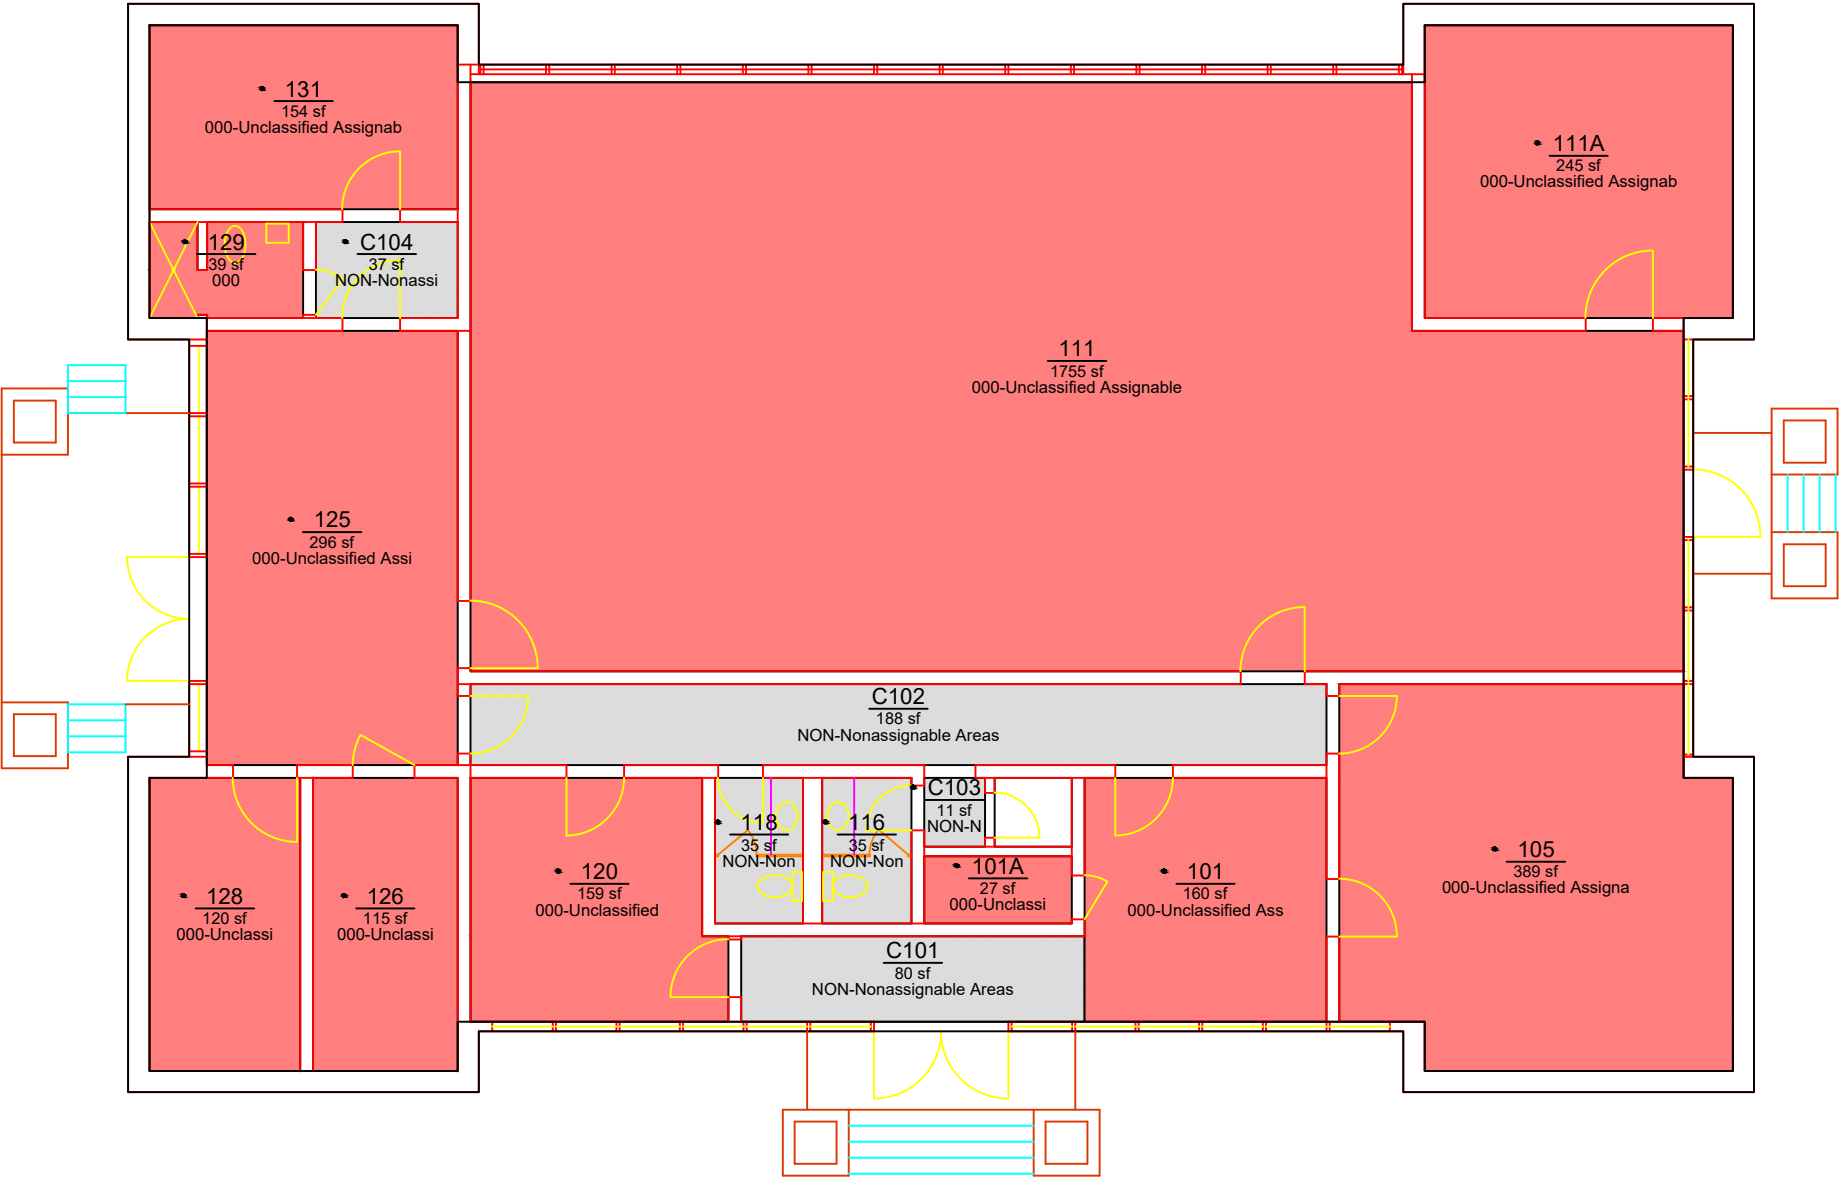 131
154 sf
000-Unclassified Assignab
111A
245 sf
000-Unclassified Assignab
129
39 sf
000
C104
37 sf
NON-Nonassi
111
1755 sf
000-Unclassified Assignable
125
296 sf
000-Unclassified Assi
C102
188 sf
NON-Nonassignable Areas
C103
11 sf
NON-N
118
35 sf
NON-Non
116
35 sf
NON-Non
105
389 sf
000-Unclassified Assigna
120
159 sf
000-Unclassified
101A
27 sf
000-Unclassi
101
160 sf
000-Unclassified Ass
128
120 sf
000-Unclassi
126
115 sf
000-Unclassi
C101
80 sf
NON-Nonassignable Areas